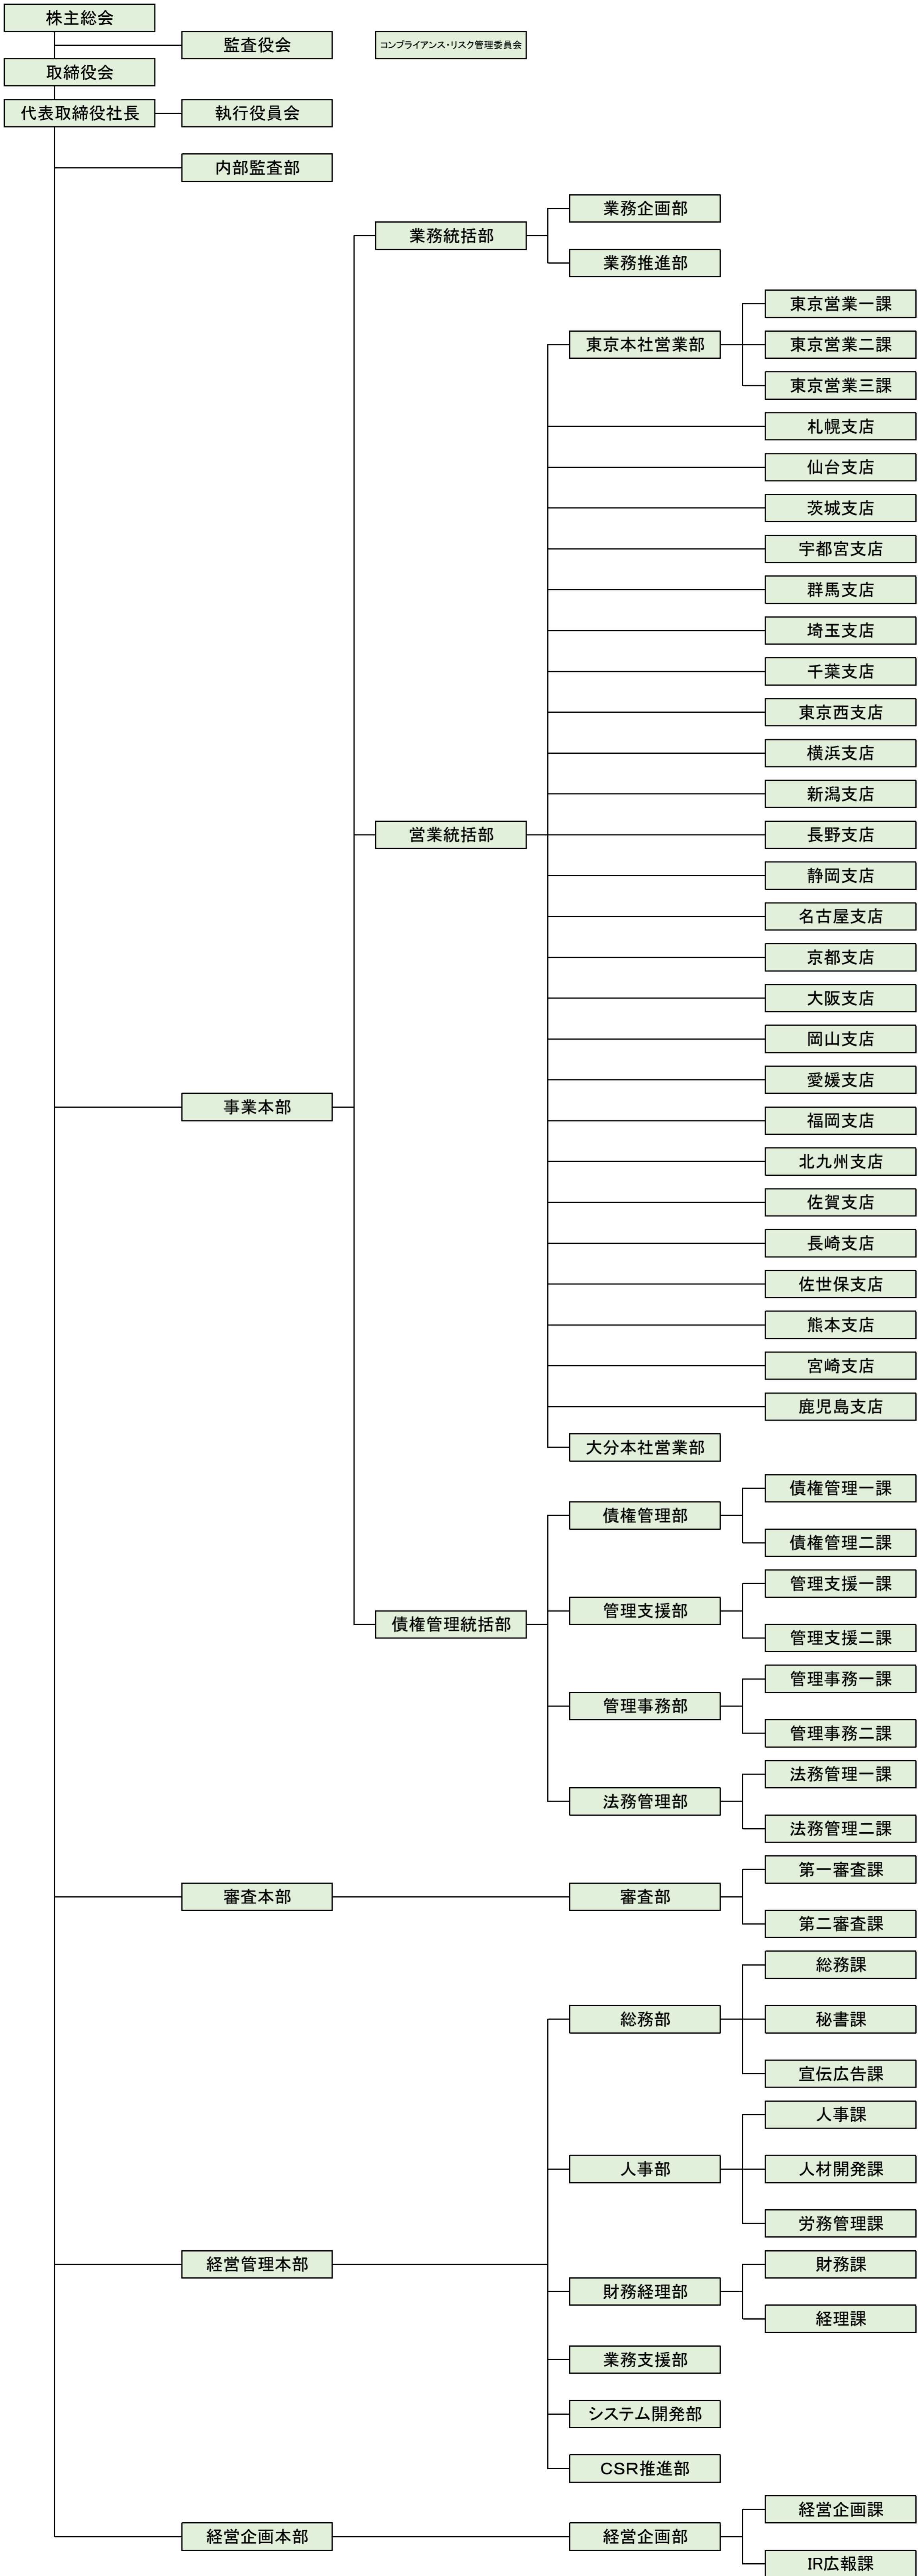 株主総会
監査役会
コンプライアンス・リスク管理委員会
取締役会
代表取締役社長
執行役員会
内部監査部
業務企画部
業務統括部
業務推進部
東京営業一課
東京本社営業部
東京営業二課
東京営業三課
札幌支店
仙台支店
茨城支店
宇都宮支店
群馬支店
埼玉支店
千葉支店
東京西支店
横浜支店
新潟支店
営業統括部
長野支店
静岡支店
名古屋支店
京都支店
大阪支店
岡山支店
愛媛支店
事業本部
福岡支店
北九州支店
佐賀支店
長崎支店
佐世保支店
熊本支店
宮崎支店
鹿児島支店
大分本社営業部
債権管理一課
債権管理部
債権管理二課
管理支援一課
債権管理統括部
管理支援部
管理支援二課
管理事務一課
管理事務部
管理事務二課
法務管理一課
法務管理部
法務管理二課
第一審査課
審査本部
審査部
第二審査課
総務課
総務部
秘書課
宣伝広告課
人事課
人事部
人材開発課
労務管理課
経営管理本部
財務課
財務経理部
経理課
業務支援部
システム開発部
CSR推進部
経営企画課
経営企画本部
経営企画部
IR広報課